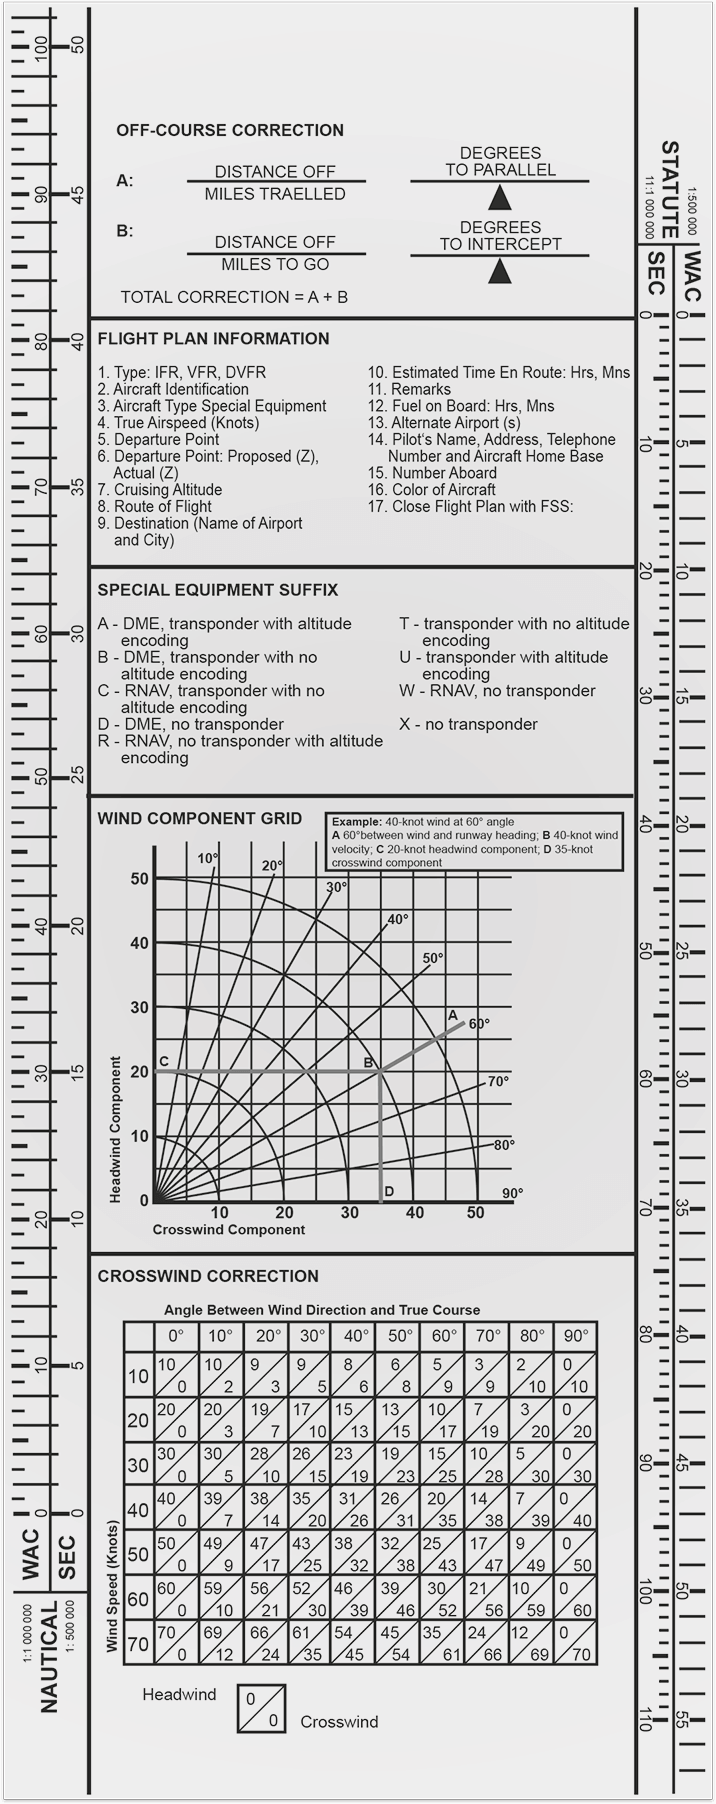 OFF-COURSE CORRECTION
A:
DISTANCE OFF
MILES TRAELLED
DEGREES
TO PARALLEL
B:
DISTANCE OFF
MILES TO GO
DEGREES
TO INTERCEPT
TOTAL CORRECTION = A + B
FLIGHT PLAN INFORMATION
1. Type: IFR, VFR, DVFR
2. Aircraft Identification
3. Aircraft Type Special Equipment
4. True Airspeed (Knots)
5. Departure Point
6. Departure Point: Proposed (Z),
Actual (Z)
7. Cruising Altitude
8. Route of Flight
9. Destination (Name of Airport
and City)
10. Estimated Time En Route: Hrs, Mns
11. Remarks
12. Fuel on Board: Hrs, Mns
13. Alternate Airport (s)
14. Pilot's Name, Address, Telephone
Number and Aircraft Home Base
15. Number Aboard
16. Color of Aircraft
17. Close Flight Plan with FSS:
SPECIAL EQUIPMENT SUFFIX
A - DME, transponder with altitude
encoding
B - DME, transponder with no
altitude encoding
C - RNAV, transponder with no
altitude encoding
D - DME, no transponder
R - RNAV, no transponder with altitude
encoding
T - transponder with no altitude
encoding
U - transponder with altitude
encoding
W - RNAV, no transponder
X - no transponder
WIND COMPONENT GRID
Example: 40-knot wind at 60° angle
A 60°between wind and runway heading; B 40-knot wind
velocity; C 20-knot headwind component; D 35-knot
crosswind component
10° 20° 30° 40° 50° 60° 70° 80° 90°
A B C D
Headwind Component
50
40
30
20
10
0
10 20 30 40 50
Crosswind Component
CROSSWIND CORRECTION
Angle Between Wind Direction and True Course
0° 10° 20° 30° 40° 50° 60° 70° 80° 90°
Wind Speed (Knots)
10 10 0 10 2 9 3 9 5 8 6 6 8 5 9 3 9 2 10 0 10
20 20 0 20 3 19 7 17 10 15 13 13 15 10 17 7 19 3 20 0 20
30 30 0 30 5 28 10 26 15 23 19 19 23 15 25 10 28 5 30 0 30
40 40 0 39 7 38 14 35 20 31 26 26 31 20 35 14 38 7 39 0 40
50 50 0 49 9 47 17 43 25 38 32 32 38 25 43 17 47 9 49 0 50
60 60 0 59 10 56 21 52 30 46 39 39 46 30 52 21 56 10 59 0 60
70 70 0 69 12 66 24 61 35 54 45 45 54 35 61 24 66 12 69 0 70
Headwind 0
0 Crosswind
NAUTICAL
1:1 000 000
1: 500 000
WAC
SEC
0 10 20 30 40 50 60 70 80 90 100
0 5 10 15 20 25 30 35 40 45 50
STATUTE
1:500 000
11:1 000 000
WAC
SEC
0 5 10 15 20 25 30 35 40 45 50 55
0 10 20 30 40 50 60 70 80 90 100 110